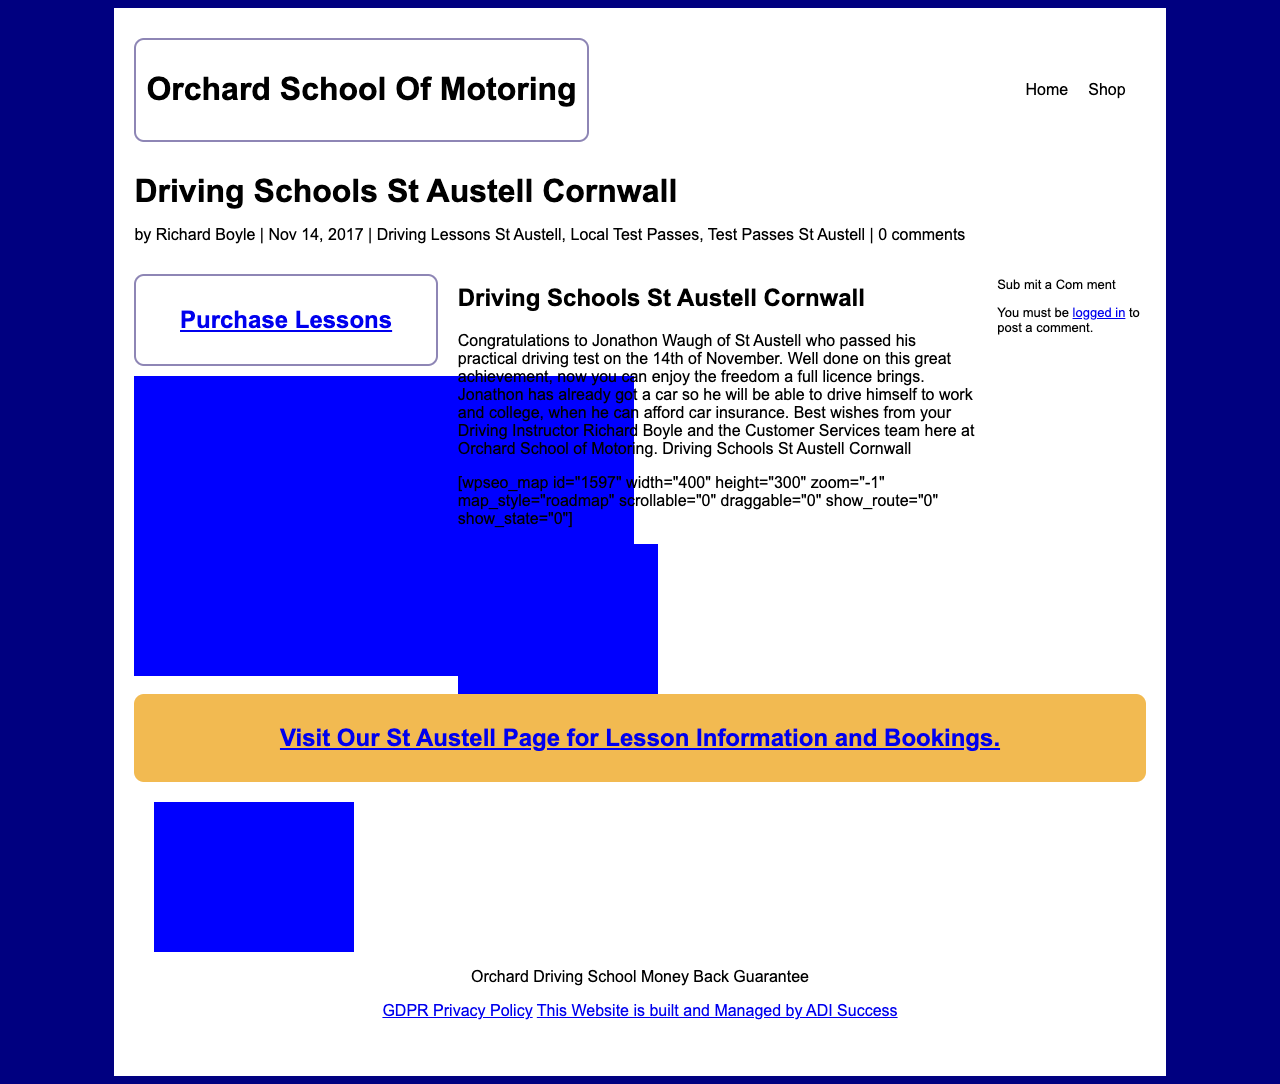 Orchard School Of Motoring
Home Shop
Driving Schools St Austell Cornwall
by Richard Boyle | Nov 14, 2017 | Driving Lessons St Austell, Local Test Passes, Test Passes St Austell | 0 comments
Purchase Lessons
Driving Schools St Austell Cornwall
Congratulations to Jonathon Waugh of St Austell who passed his
practical driving test on the 14th of November. Well done on this great
achievement, now you can enjoy the freedom a full licence brings.
Jonathon has already got a car so he will be able to drive himself to work
and college, when he can afford car insurance. Best wishes from your
Driving Instructor Richard Boyle and the Customer Services team here at
Orchard School of Motoring. Driving Schools St Austell Cornwall
[wpseo_map id="1597" width="400" height="300" zoom="-1"
map_style="roadmap" scrollable="0" draggable="0" show_route="0"
show_state="0"]
Sub mit a Com ment
You must be logged in to
post a comment.
Visit Our St Austell Page for Lesson Information and Bookings.
Orchard Driving School Money Back Guarantee
GDPR Privacy Policy This Website is built and Managed by ADI Success